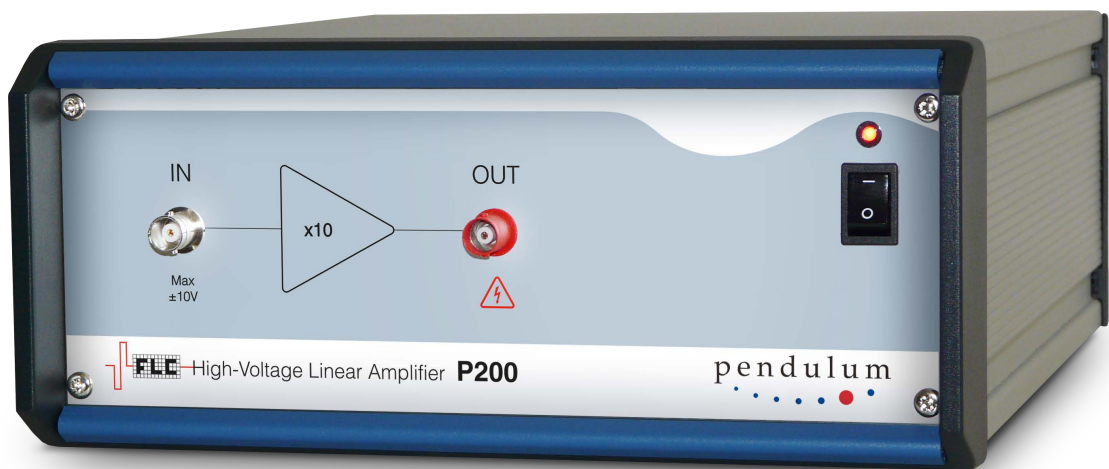 IN
OUT
x10
Max
±10V
FLC High-Voltage Linear Amplifier P200
pendulum